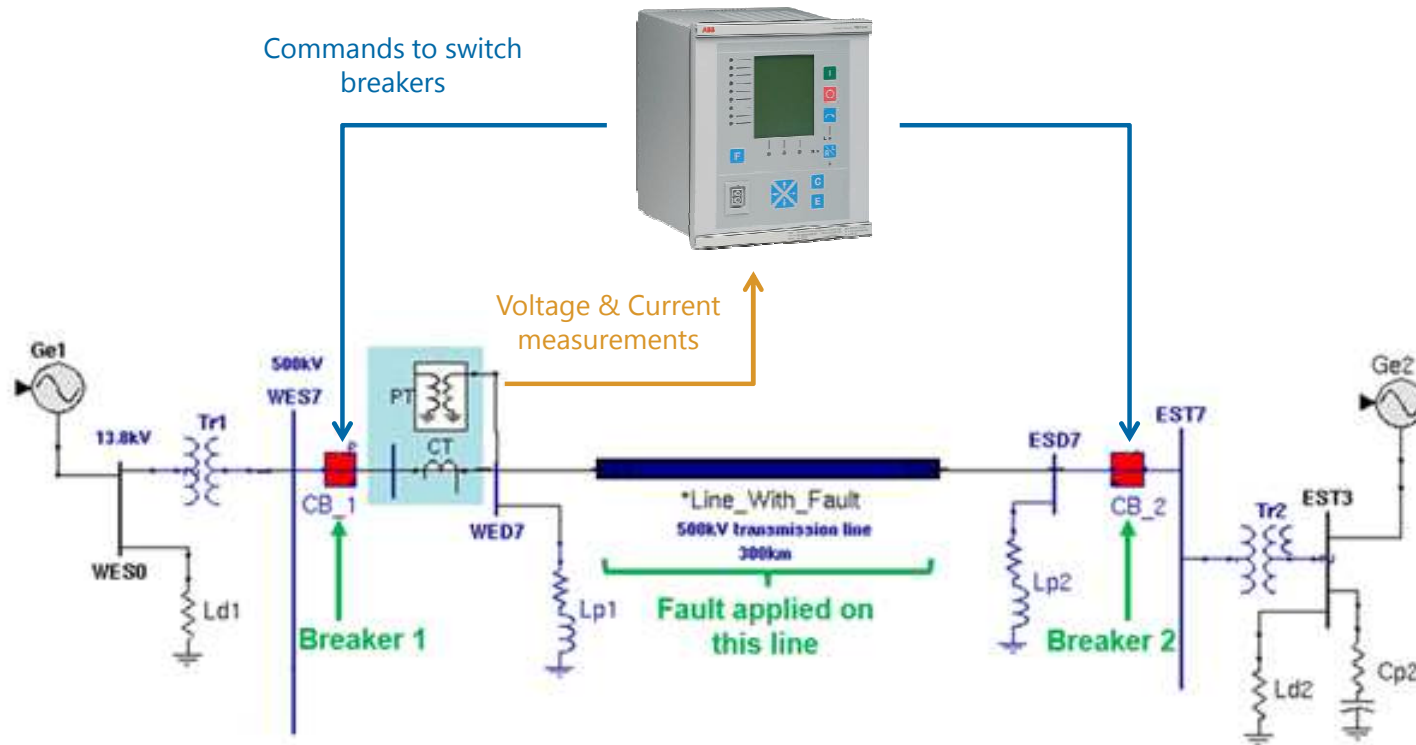 ABB
Commands to switch
breakers
F
C
E
Voltage & Current
measurements
Ge1
500kV
WES7
PT
Tr1
13.8kV
CT
CB_1
WED7
WES0
Ld1
Lp1
Breaker 1
*Line_With_Fault
500kV transmission line
300km
Fault applied on
this line
Ge2
EST7
ESD7
CB_2
Tr2
EST3
Lp2
Breaker 2
Ld2
Cp2